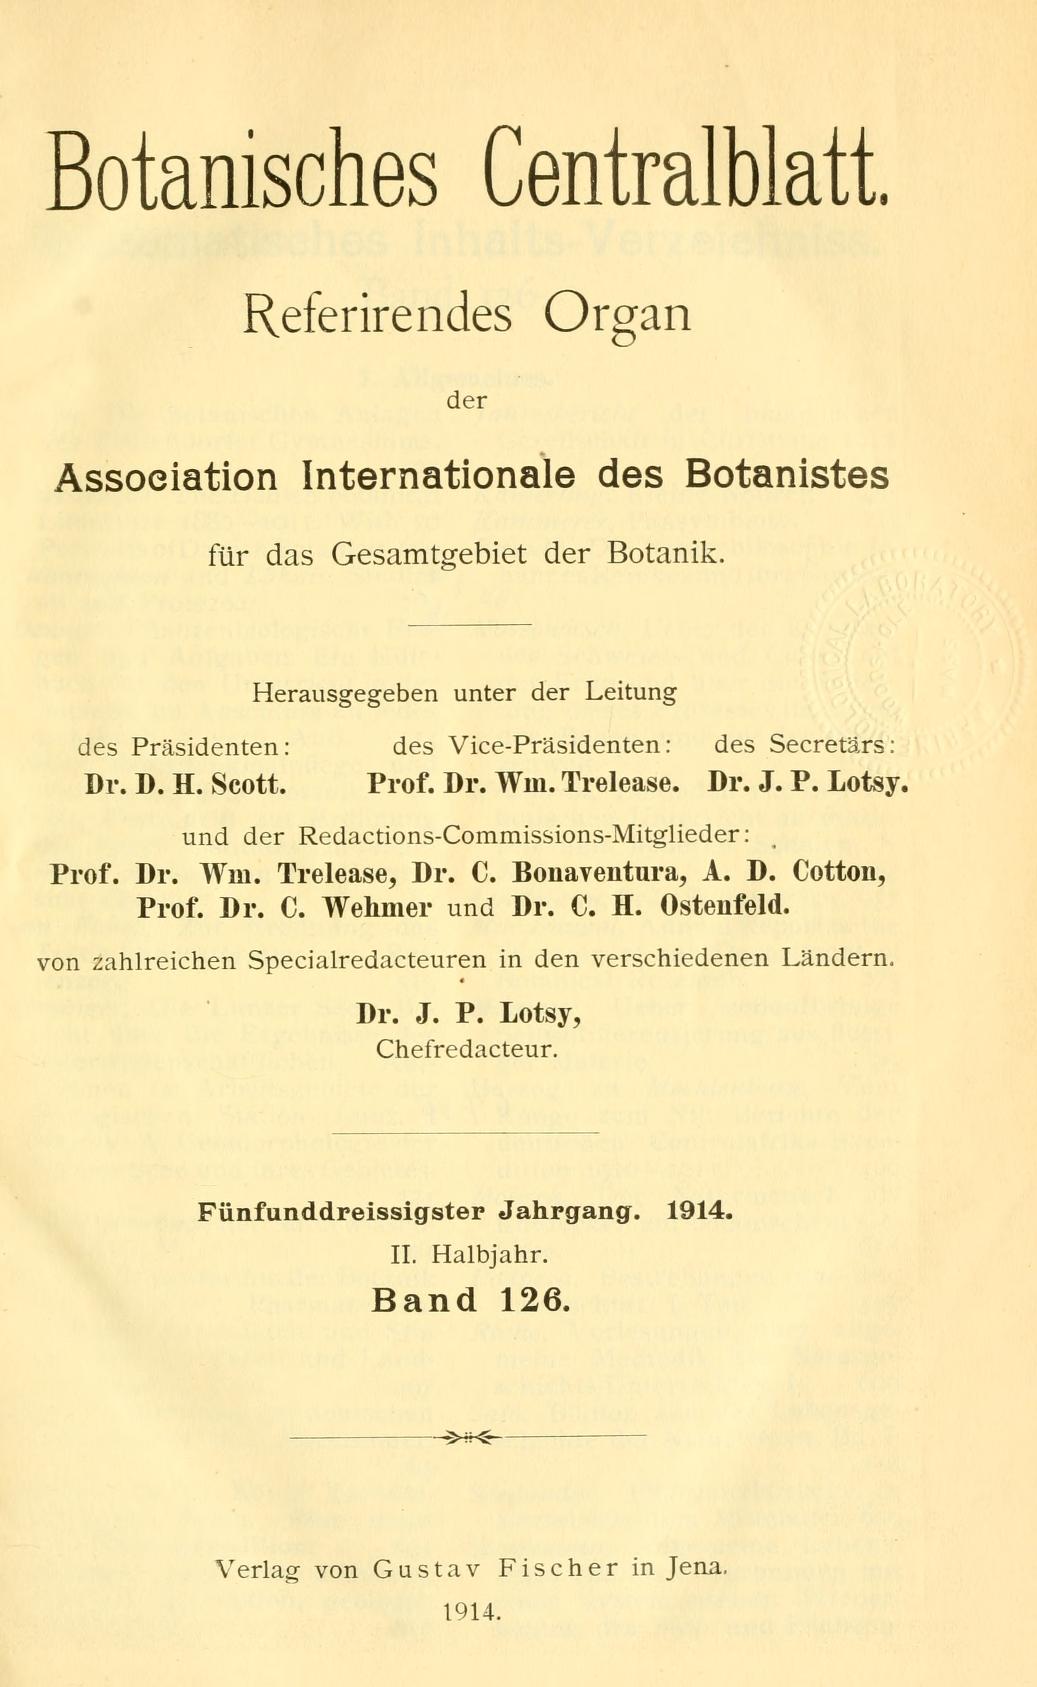 Botanisches Centralblatt.
Referirendes Organ
der
Association Internationale des Botanistes
für das Gesamtgebiet der Botanik.
Herausgegeben unter der Leitung
des Präsidenten: des Vice-Präsidenten: des Secretärs:
Dr. D. H. Scott. Prof. Dr. Wm. Trelease. Dr. J. P. Lotsy.
und der Redactions-Commissions-Mitglieder:
Prof. Dr. Wm. Trelease, Dr. C. Bonaventura, A. D. Cotton,
Prof. Dr. C. Wehmer und Dr. C. H. Ostenfeld.
von zahlreichen Specialredacteuren in den verschiedenen Ländern.
Dr. J. P. Lotsy,
Chefredacteur.
Fünfunddreissigster Jahrgang. 1914.
II. Halbjahr.
Band 126.
Verlag von Gustav Fischer in Jena.
1914.